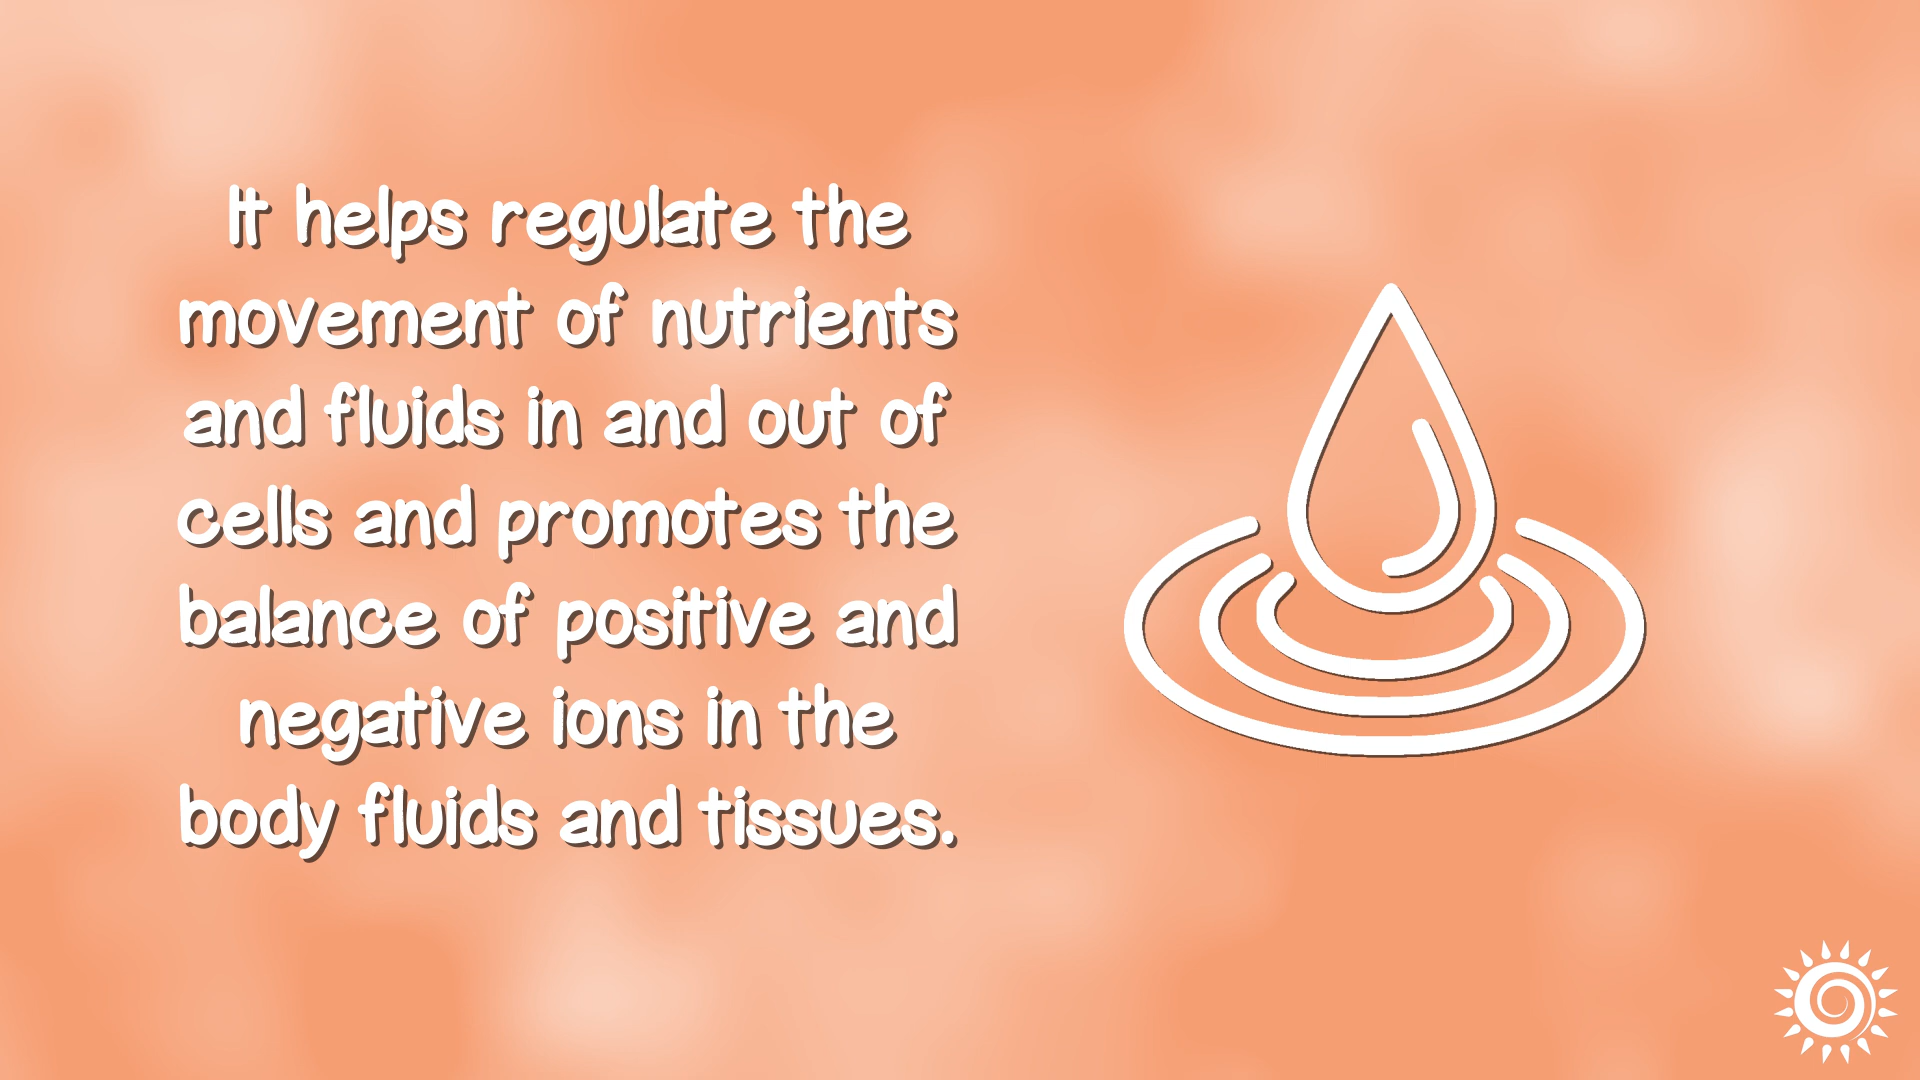 It helps regulate the
movement of nutrients
and fluids in and out of
cells and promotes the
balance of positive and
negative ions in the
body fluids and tissues.